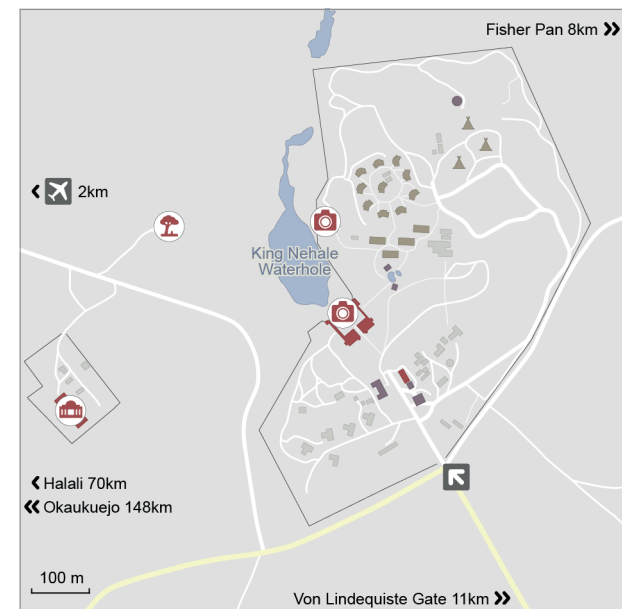 Fisher Pan 8km
2km
King Nehale
Waterhole
Halali 70km
Okaukuejo 148km
100 m
Von Lindequiste Gate 11km